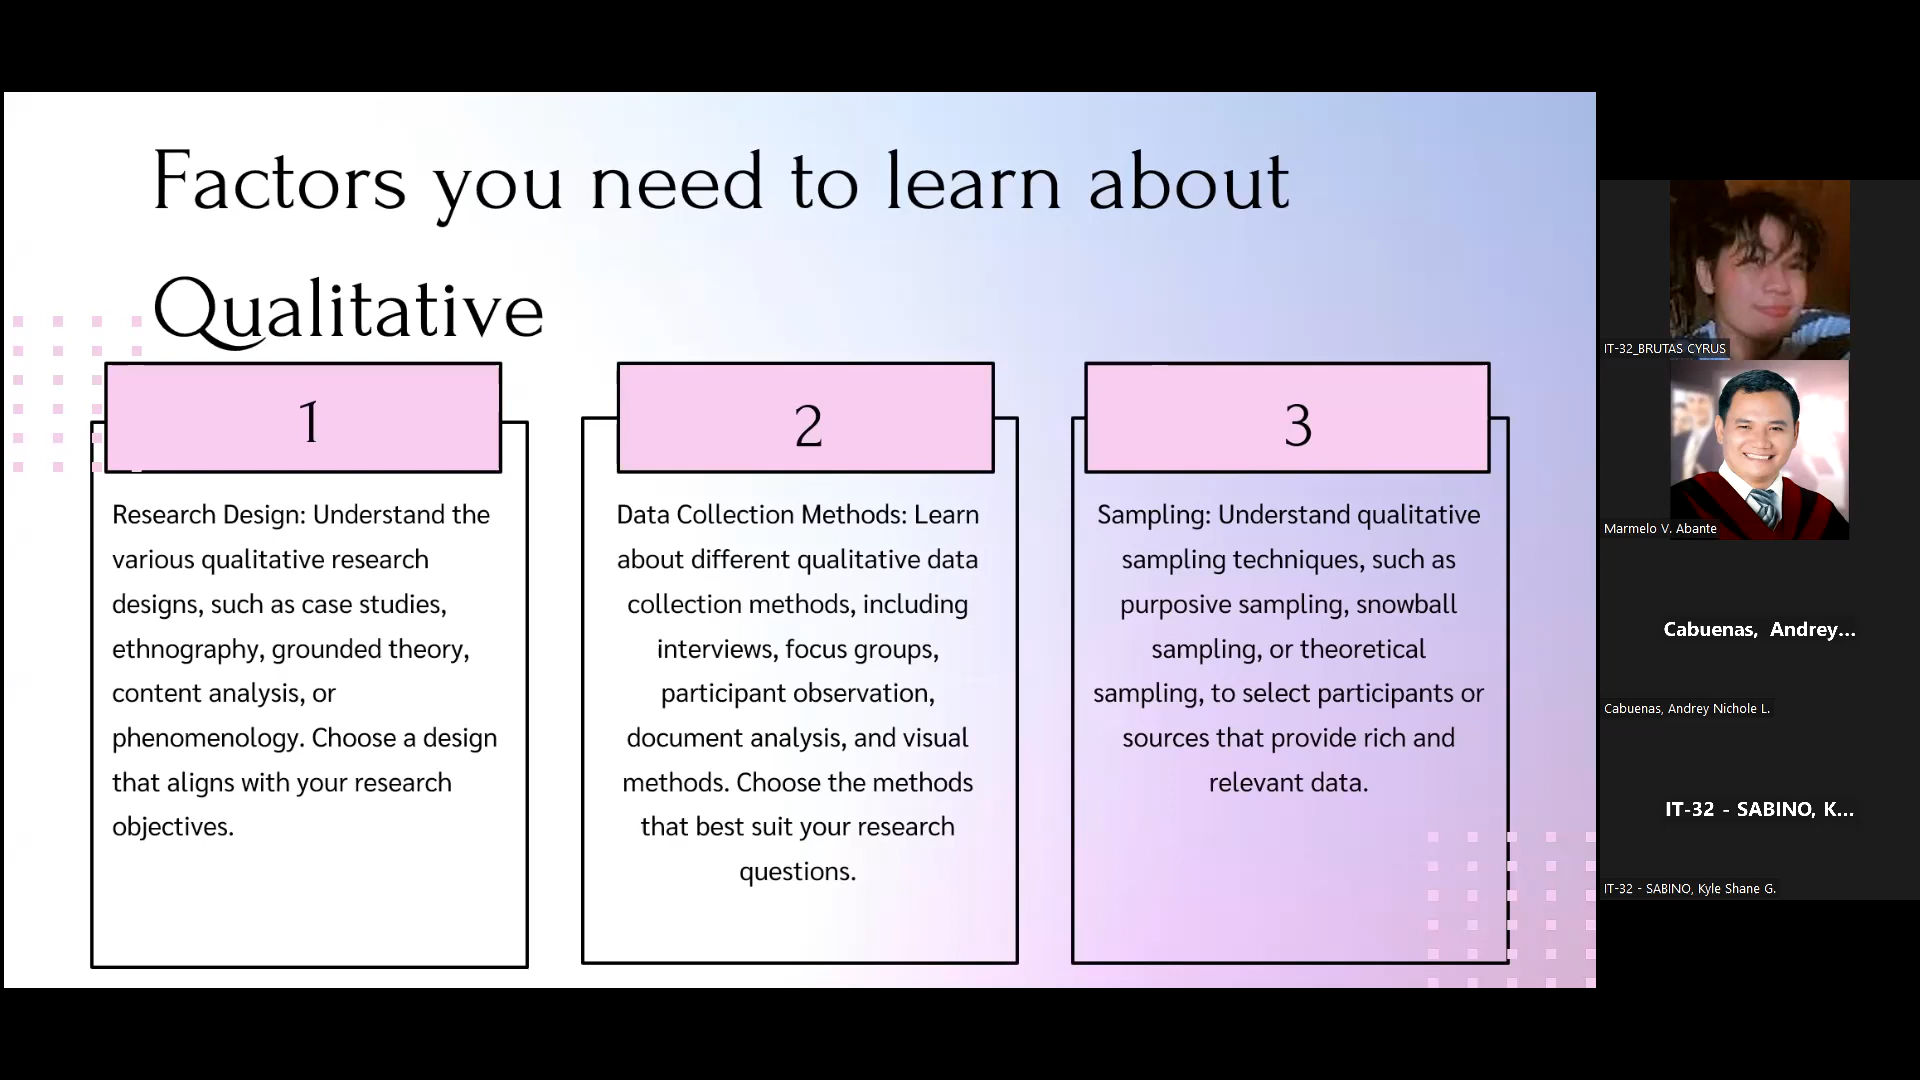 Factors you need to learn about
Qualitative
1
Research Design: Understand the
various qualitative research
designs, such as case studies,
ethnography, grounded theory,
content analysis, or
phenomenology. Choose a design
that aligns with your research
objectives.
2
Data Collection Methods: Learn
about different qualitative data
collection methods, including
interviews, focus groups,
participant observation,
document analysis, and visual
methods. Choose the methods
that best suit your research
questions.
3
Sampling: Understand qualitative
sampling techniques, such as
purposive sampling, snowball
sampling, or theoretical
sampling, to select participants or
sources that provide rich and
relevant data.
IT-32_BRUTAS CYRUS
Marmelo V. Abante
Cabuenas, Andrey...
Cabuenas, Andrey Nichole L.
IT-32 - SABINO, K...
IT-32 - SABINO, Kyle Shane G.